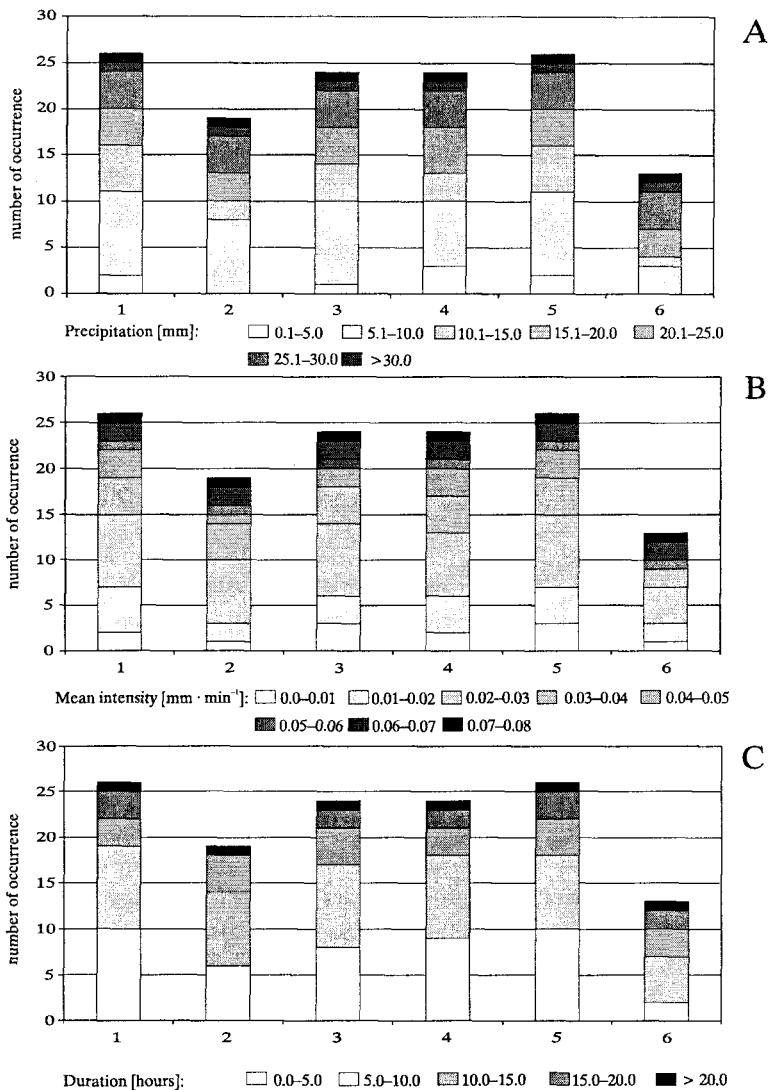 A
30
25
20
15
10
5
0
number of occurrence
1 2 3 4 5 6
Precipitation [mm]: 0.1–5.0 5.1–10.0 10.1–15.0 15.1–20.0 20.1–25.0
25.1–30.0 >30.0
B
30
25
20
15
10
5
0
number of occurrence
1 2 3 4 5 6
Mean intensity [mm · min⁻¹]: 0.0–0.01 0.01–0.02 0.02–0.03 0.03–0.04 0.04–0.05
0.05–0.06 0.06–0.07 0.07–0.08
C
30
25
20
15
10
5
0
number of occurrence
1 2 3 4 5 6
Duration [hours]: 0.0–5.0 5.0–10.0 10.0–15.0 15.0–20.0 > 20.0